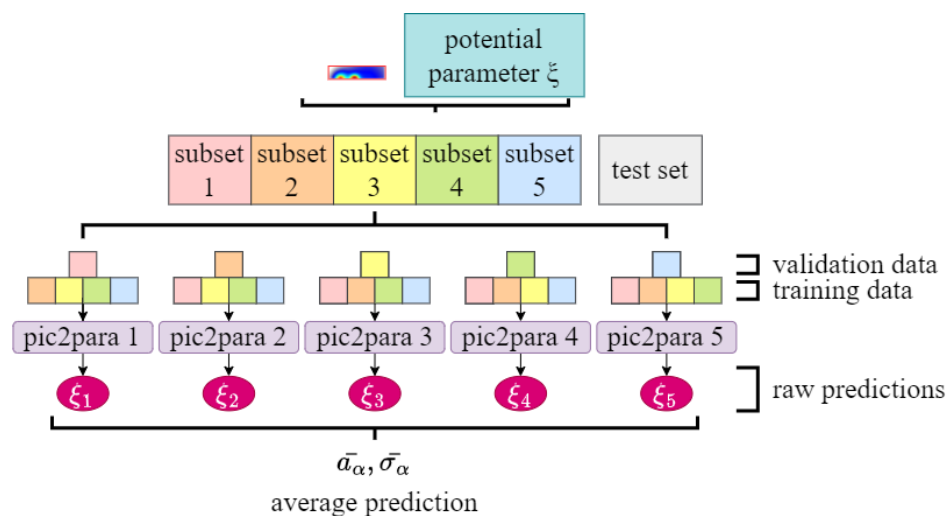 potential
parameter ξ
subset subset subset subset subset
1 2 3 4 5
test set
validation data
training data
pic2para 1 pic2para 2 pic2para 3 pic2para 4 pic2para 5
ξ₁ ξ₂ ξ₃ ξ₄ ξ₅
raw predictions
a̅_α, σ̅_α
average prediction